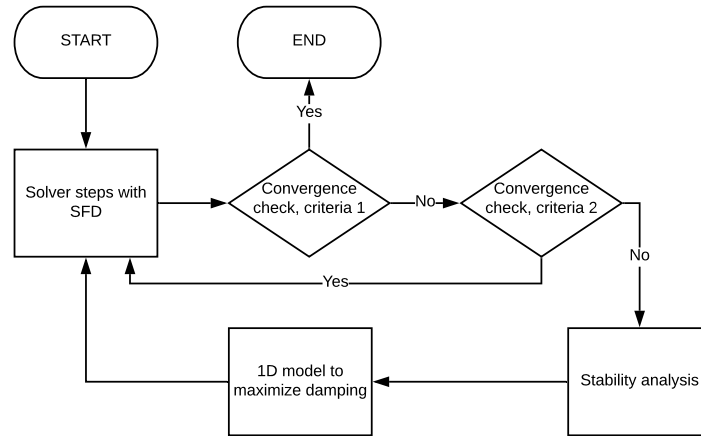 START
END
Yes
Solver steps with
SFD
Convergence
check, criteria 1
No
Convergence
check, criteria 2
No
Yes
1D model to
maximize damping
Stability analysis